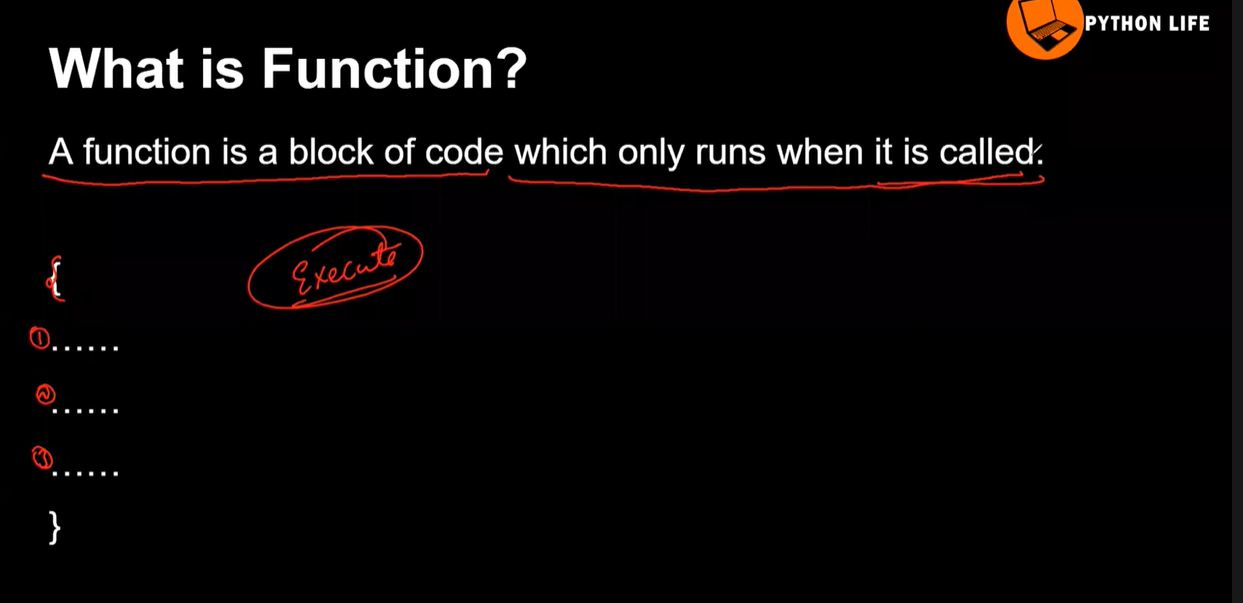 PYTHON LIFE
What is Function?
A function is a block of code which only runs when it is called.
{
Execute
1......
2......
3......
}